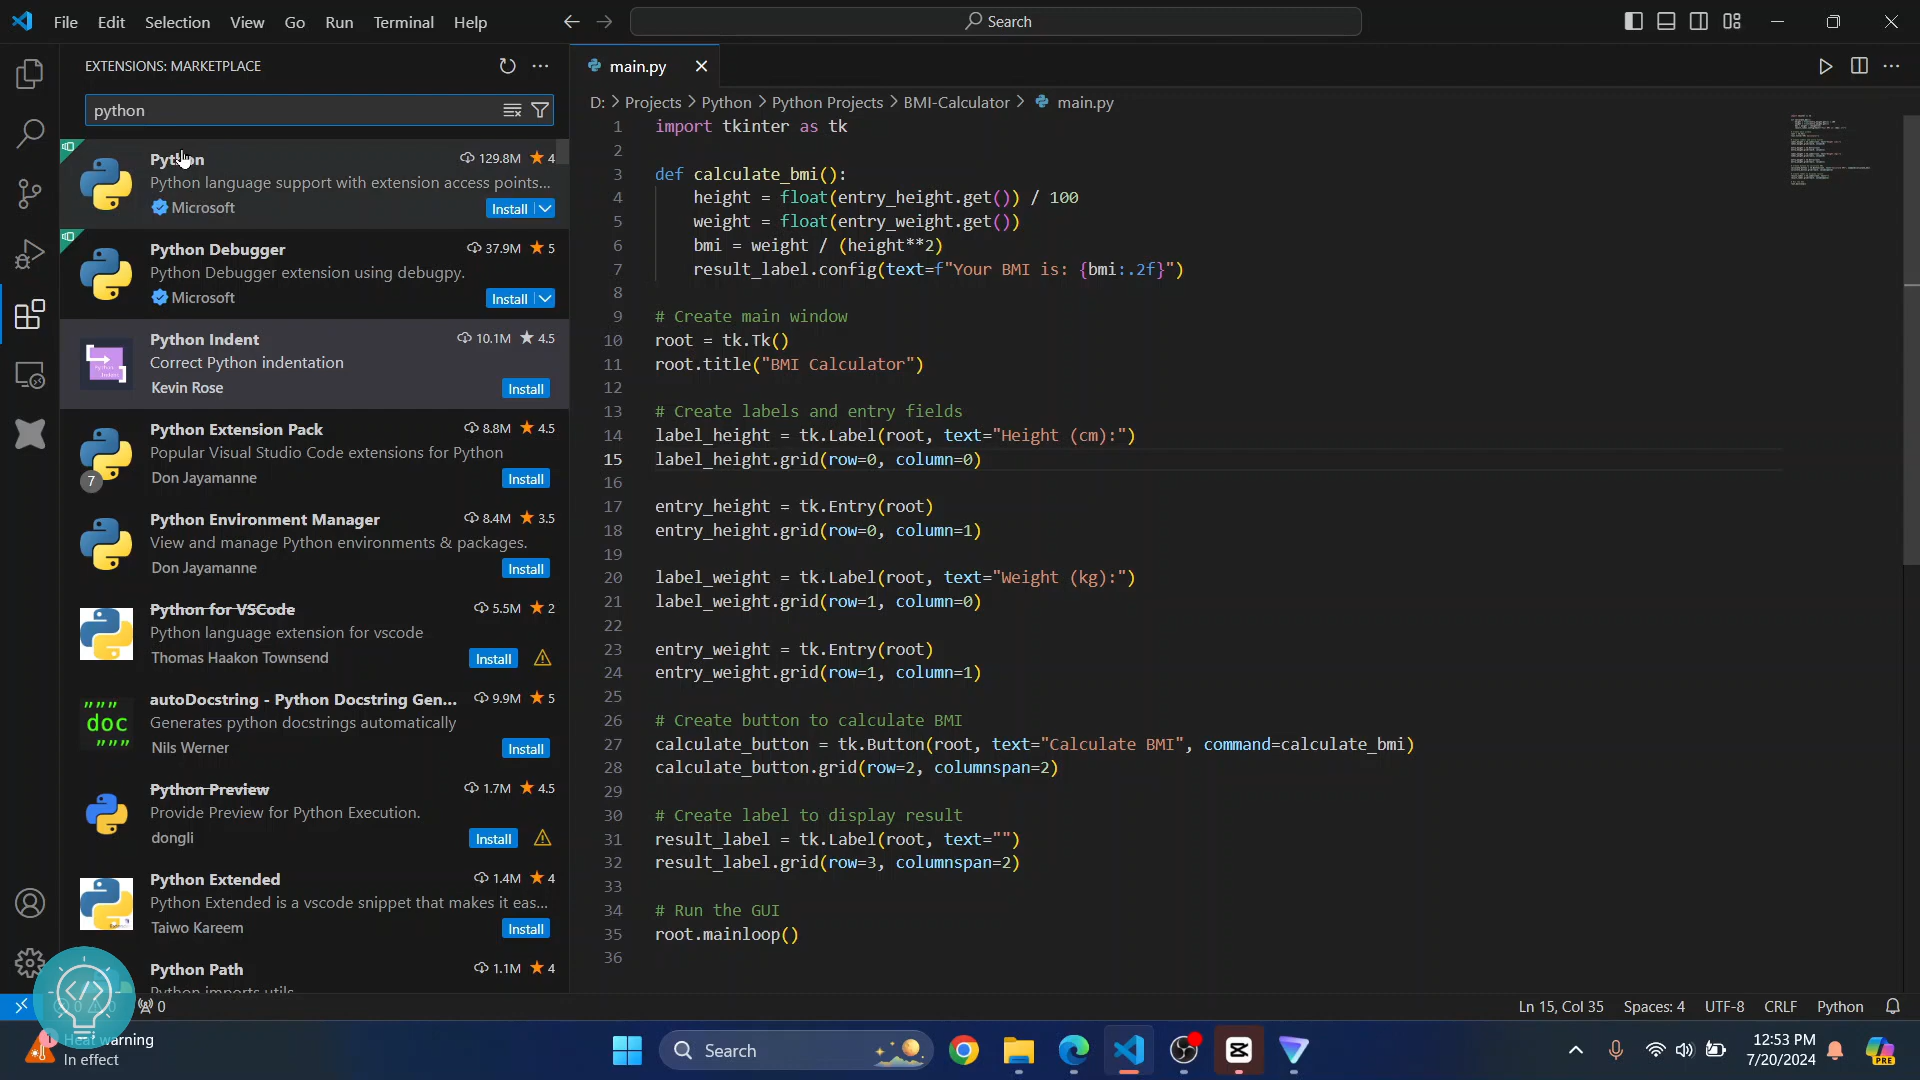 File Edit Selection View Go Run Terminal Help
Search
EXTENSIONS: MARKETPLACE
python
Python 129.8M 4
Python language support with extension access points...
Microsoft
Install
Python Debugger 37.9M 5
Python Debugger extension using debugpy.
Microsoft
Install
Python Indent 10.1M 4.5
Correct Python indentation
Kevin Rose
Install
Python Extension Pack 8.8M 4.5
Popular Visual Studio Code extensions for Python
7
Don Jayamanne
Install
Python Environment Manager 8.4M 3.5
View and manage Python environments & packages.
Don Jayamanne
Install
Python for VSCode 5.5M 2
Python language extension for vscode
Thomas Haakon Townsend
Install
""" doc """
autoDocstring - Python Docstring Gen... 9.9M 5
Generates python docstrings automatically
Nils Werner
Install
Python Preview 1.7M 4.5
Provide Preview for Python Execution.
dongli
Install
Python Extended 1.4M 4
Python Extended is a vscode snippet that makes it eas...
Taiwo Kareem
Install
Python Path 1.1M 4
Python imports utils
main.py
D: > Projects > Python > Python Projects > BMI-Calculator > main.py
1 import tkinter as tk
2
3 def calculate_bmi():
4 height = float(entry_height.get()) / 100
5 weight = float(entry_weight.get())
6 bmi = weight / (height**2)
7 result_label.config(text=f"Your BMI is: {bmi:.2f}")
8
9 # Create main window
10 root = tk.Tk()
11 root.title("BMI Calculator")
12
13 # Create labels and entry fields
14 label_height = tk.Label(root, text="Height (cm):")
15 label_height.grid(row=0, column=0)
16
17 entry_height = tk.Entry(root)
18 entry_height.grid(row=0, column=1)
19
20 label_weight = tk.Label(root, text="Weight (kg):")
21 label_weight.grid(row=1, column=0)
22
23 entry_weight = tk.Entry(root)
24 entry_weight.grid(row=1, column=1)
25
26 # Create button to calculate BMI
27 calculate_button = tk.Button(root, text="Calculate BMI", command=calculate_bmi)
28 calculate_button.grid(row=2, columnspan=2)
29
30 # Create label to display result
31 result_label = tk.Label(root, text="")
32 result_label.grid(row=3, columnspan=2)
33
34 # Run the GUI
35 root.mainloop()
36
0 0 0
Ln 15, Col 35 Spaces: 4 UTF-8 CRLF Python
1
Heat warning
In effect
Search
12:53 PM
7/20/2024
PRE